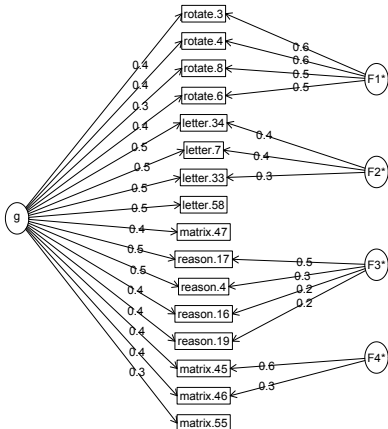 g
0.4
0.4
0.3
0.4
0.5
0.5
0.5
0.5
0.4
0.5
0.5
0.4
0.4
0.4
0.4
0.3
rotate.3
rotate.4
rotate.8
rotate.6
letter.34
letter.7
letter.33
letter.58
matrix.47
reason.17
reason.4
reason.16
reason.19
matrix.45
matrix.46
matrix.55
0.6
0.6
0.5
0.5
0.4
0.4
0.3
0.5
0.3
0.2
0.2
0.6
0.3
F1*
F2*
F3*
F4*